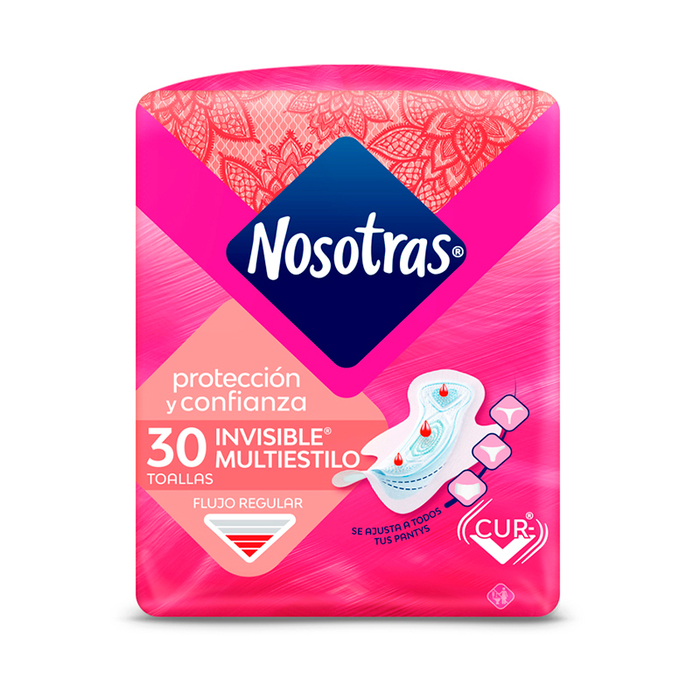 Nosotras®
protección
y confianza
30 INVISIBLE®
MULTIESTILO
TOALLAS
FLUJO REGULAR
SE AJUSTA A TODOS
TUS PANTYS
CUR-®